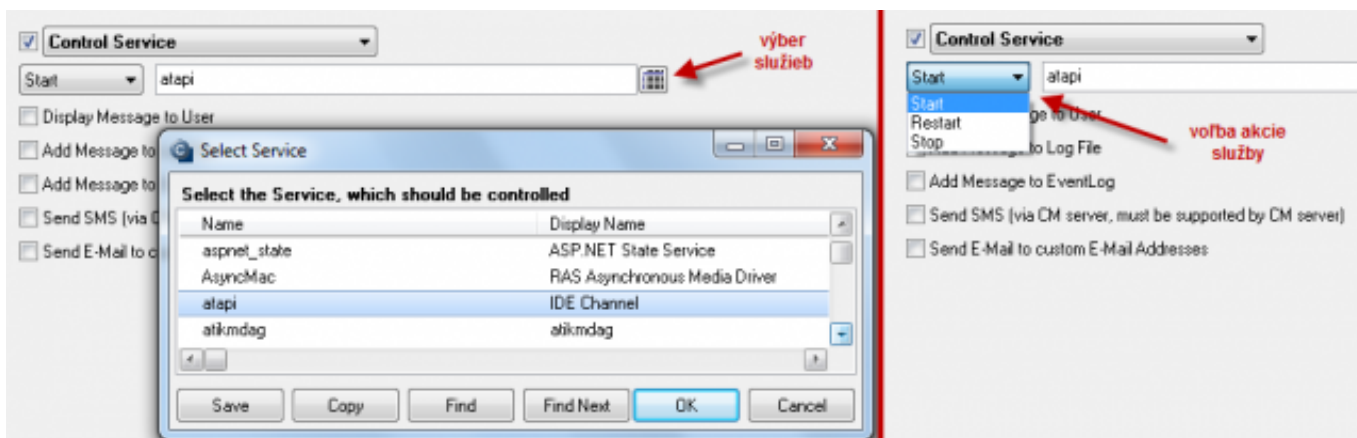 Control Service
výber
služieb
Start
atapi
Display Message to User
Add Message to
Add Message to
Send SMS (via
Send E-Mail to c
Select Service
Select the Service, which should be controlled
Name Display Name
aspnet_state ASP.NET State Service
AsyncMac RAS Asynchronous Media Driver
atapi IDE Channel
atikmdag atikmdag
Save Copy Find Find Next OK Cancel
Control Service
Start atapi
Start
Restart
Stop
ge to User
to Log File
voľba akcie
služby
Add Message to EventLog
Send SMS (via CM server, must be supported by CM server)
Send E-Mail to custom E-Mail Addresses